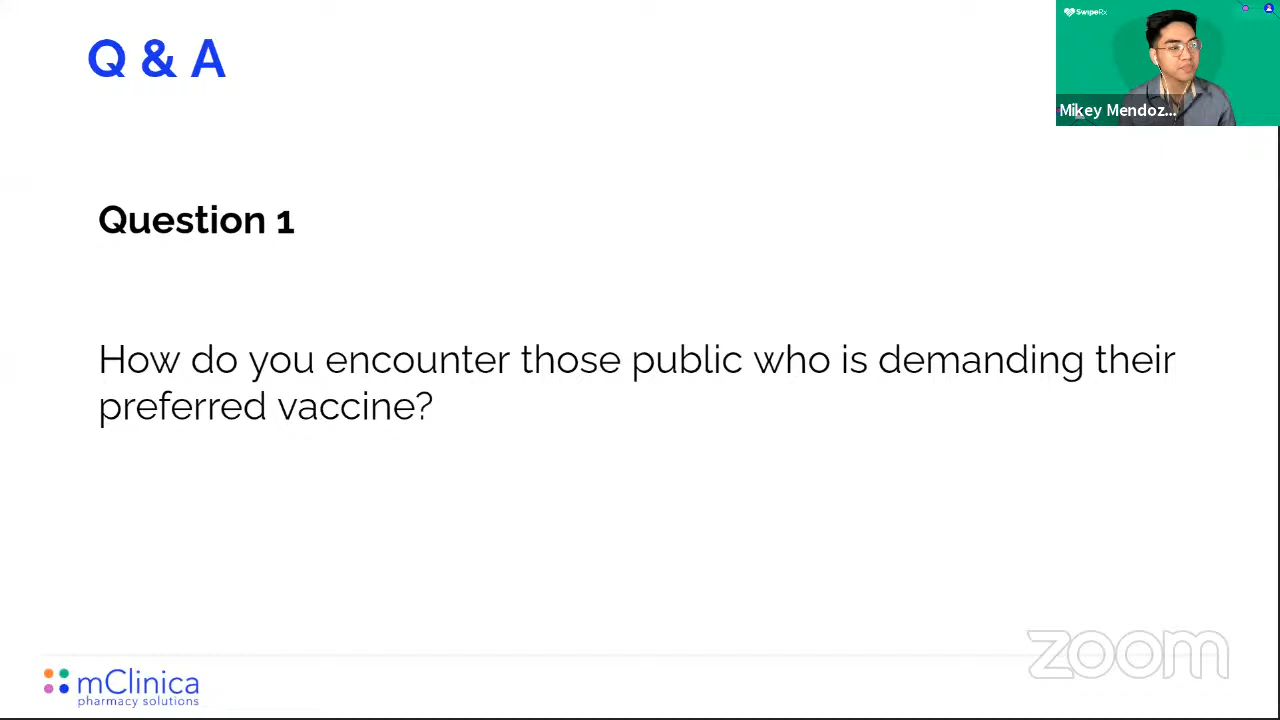 Q & A
SwipeRx
Mikey Mendoz...
Question 1
How do you encounter those public who is demanding their
preferred vaccine?
zoom
mClinica
pharmacy solutions